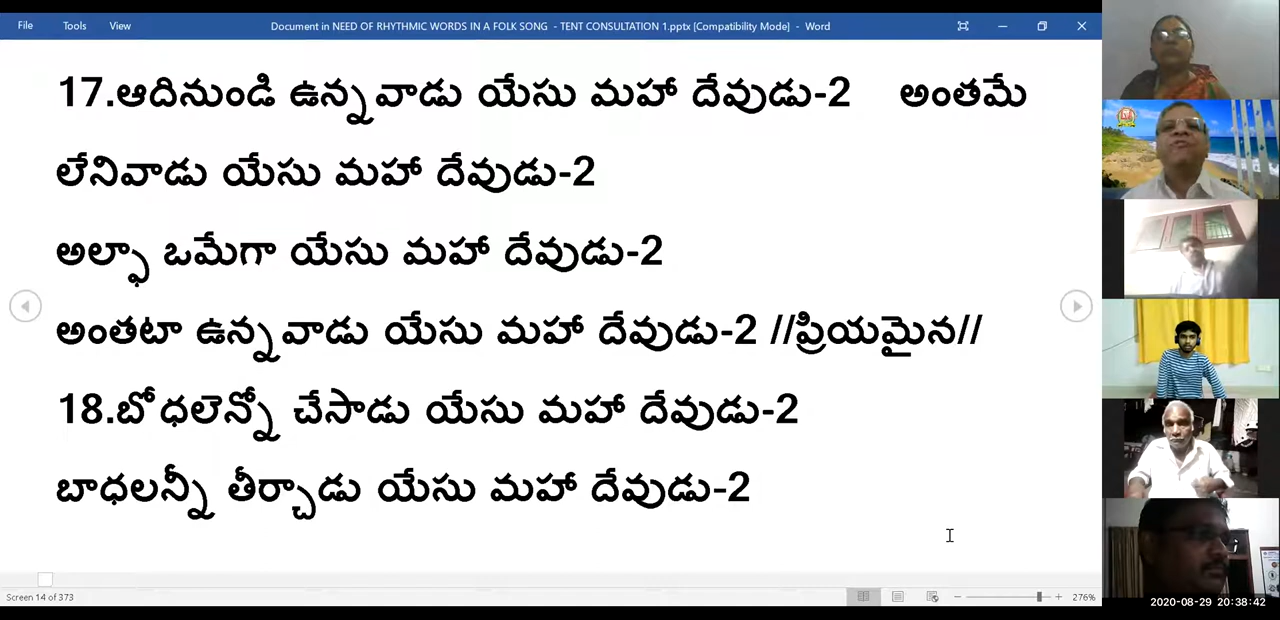 File Tools View Document in NEED OF RHYTHMIC WORDS IN A FOLK SONG - TENT CONSULTATION 1.pptx [Compatibility Mode] - Word
17.ఆదినుండి ఉన్నవాడు యేసు మహా దేవుడు-2 అంతమే
లేనివాడు యేసు మహా దేవుడు-2
అల్ఫా ఒమేగా యేసు మహా దేవుడు-2
అంతటా ఉన్నవాడు యేసు మహా దేవుడు-2 //ప్రియమైన//
18.బోధలెన్నో చేసాడు యేసు మహా దేవుడు-2
బాధలన్నీ తీర్చాడు యేసు మహా దేవుడు-2
Screen 14 of 373 276%
2020-08-29 20:38:42